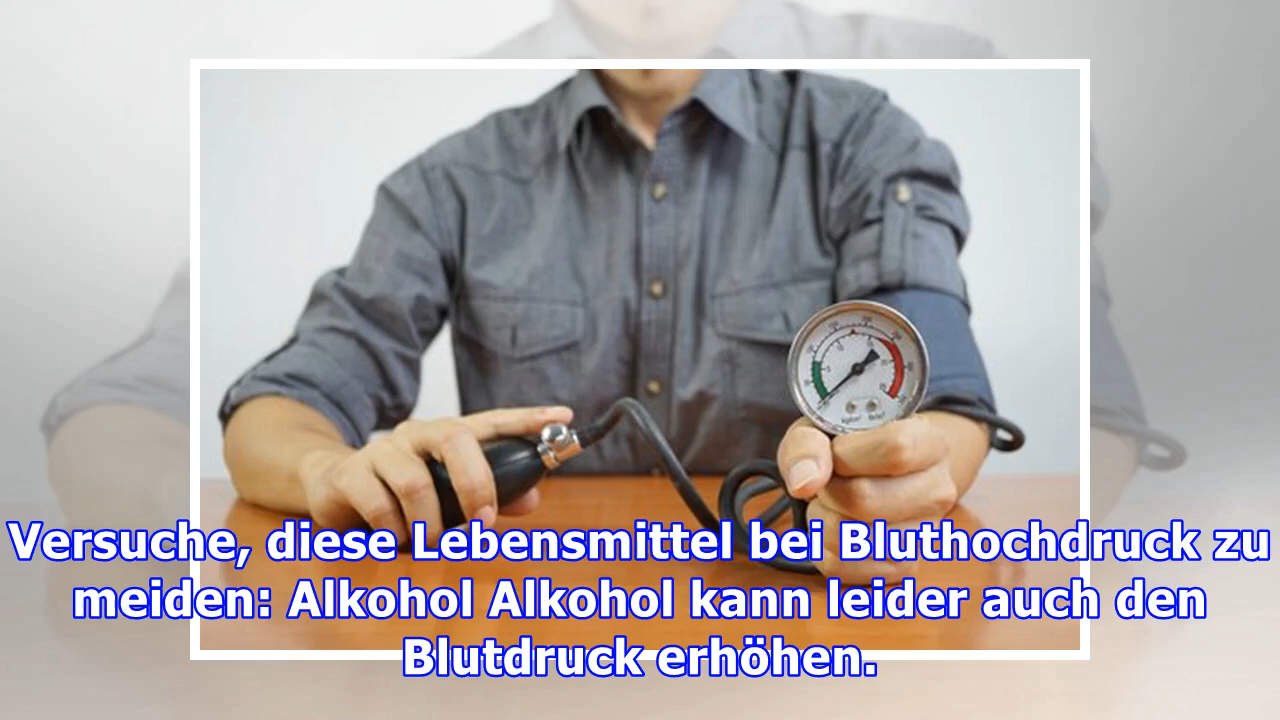 Versuche, diese Lebensmittel bei Bluthochdruck zu
meiden: Alkohol Alkohol kann leider auch den
Blutdruck erhöhen.